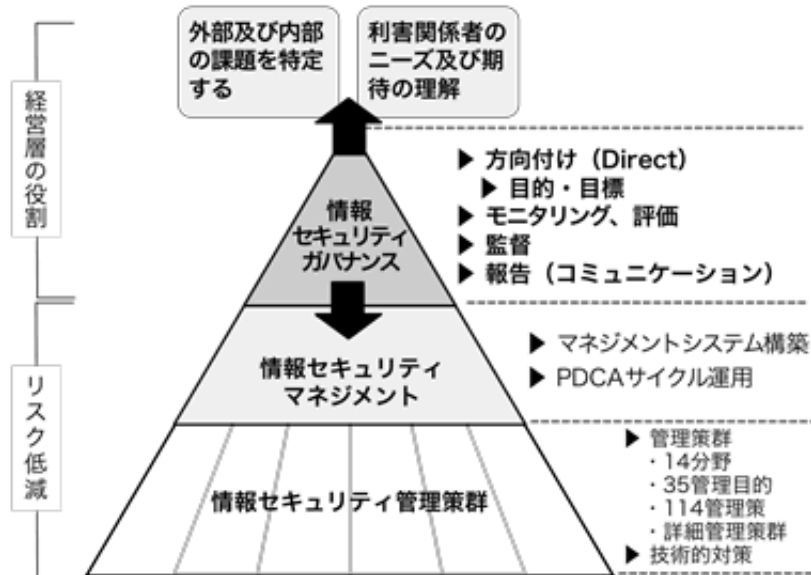 外部及び内部
の課題を特定
する
利害関係者の
ニーズ及び期
待の理解
経営層の役割
▶ 方向付け（Direct）
▶ 目的・目標
▶ モニタリング、評価
▶ 監督
▶ 報告（コミュニケーション）
情報
セキュリティ
ガバナンス
リスク低減
▶ マネジメントシステム構築
▶ PDCAサイクル運用
情報セキュリティ
マネジメント
▶ 管理策群
・14分野
・35管理目的
・114管理策
・詳細管理策群
▶ 技術的対策
情報セキュリティ管理策群